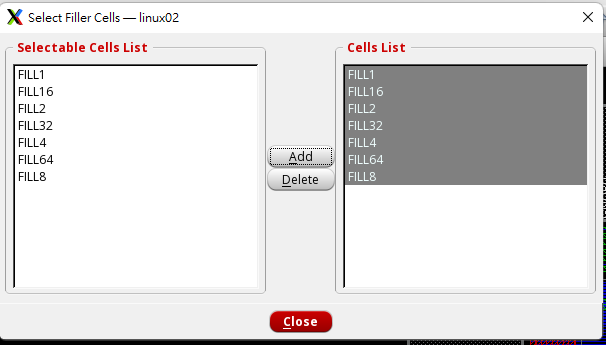 Select Filler Cells — linux02
Selectable Cells List
FILL1
FILL16
FILL2
FILL32
FILL4
FILL64
FILL8
Add
Delete
Cells List
FILL1
FILL16
FILL2
FILL32
FILL4
FILL64
FILL8
Close